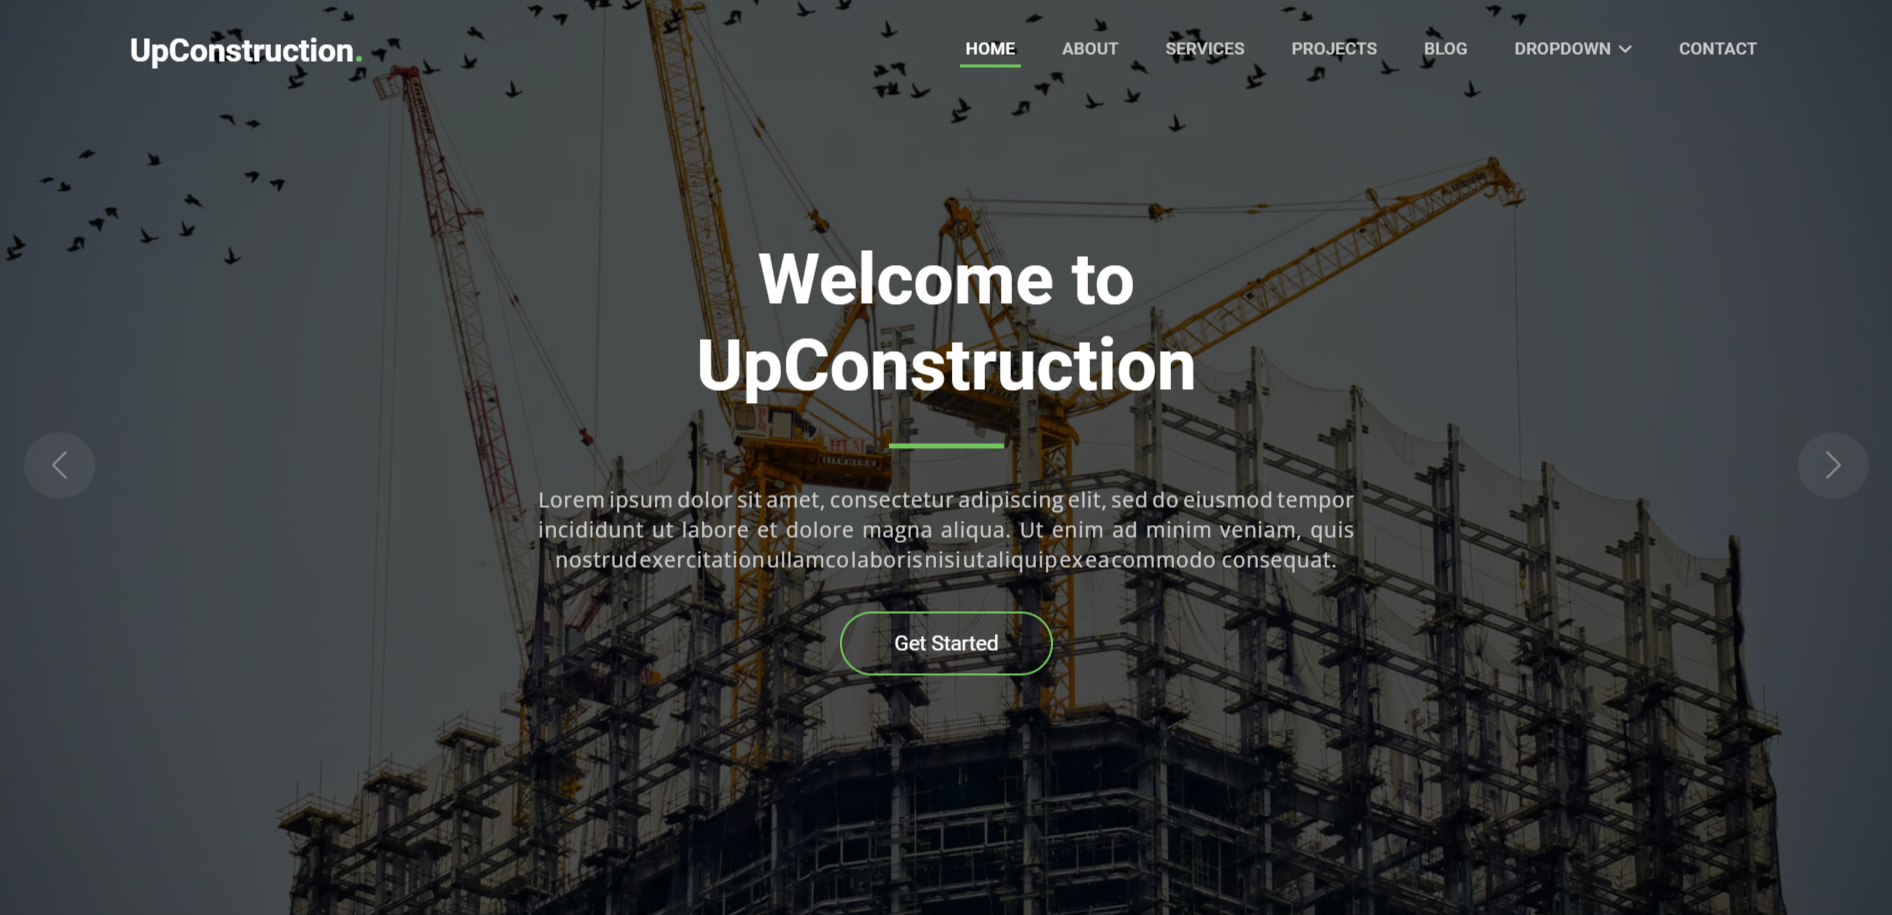 UpConstruction.
HOME ABOUT SERVICES PROJECTS BLOG DROPDOWN CONTACT
Welcome to
UpConstruction
Lorem ipsum dolor sit amet, consectetur adipiscing elit, sed do eiusmod tempor
incididunt ut labore et dolore magna aliqua. Ut enim ad minim veniam, quis
nostrud exercitation ullamco laboris nisi ut aliquip ex ea commodo consequat.
Get Started
LIEBHERR